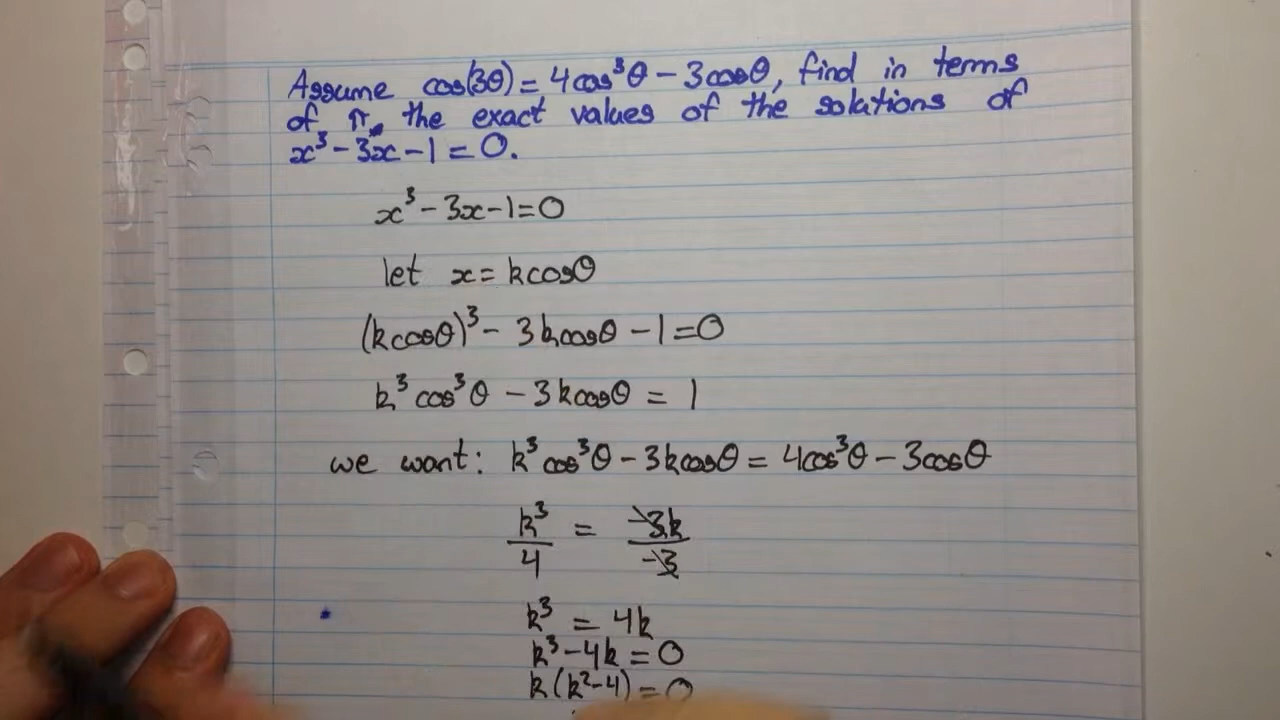 Assume cos(3θ) = 4cos³θ - 3cosθ, find in terms
of π, the exact values of the solutions of
x³ - 3x - 1 = 0.
x³ - 3x - 1 = 0
let x = kcosθ
(kcosθ)³ - 3kcosθ - 1 = 0
k³cos³θ - 3kcosθ = 1
we want: k³cos³θ - 3kcosθ = 4cos³θ - 3cosθ
k³/4 = -3k/-3
k³ = 4k
k³ - 4k = 0
k(k² - 4) = 0